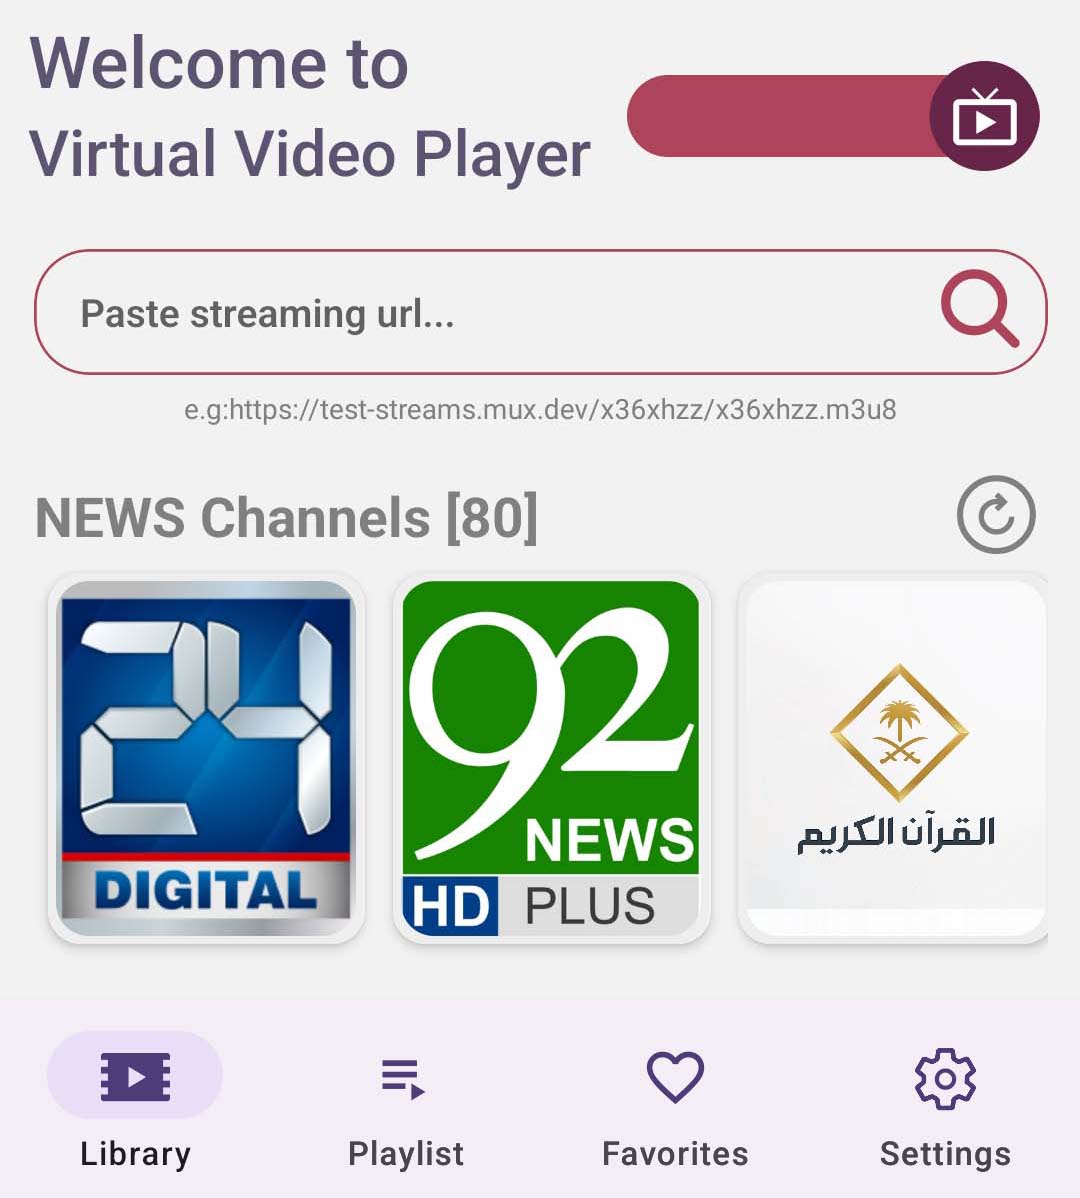 Welcome to
Virtual Video Player
Paste streaming url...
e.g:https://test-streams.mux.dev/x36xhzz/x36xhzz.m3u8
NEWS Channels [80]
24
DIGITAL
92
NEWS
HD PLUS
القرآن الكريم
Library
Playlist
Favorites
Settings